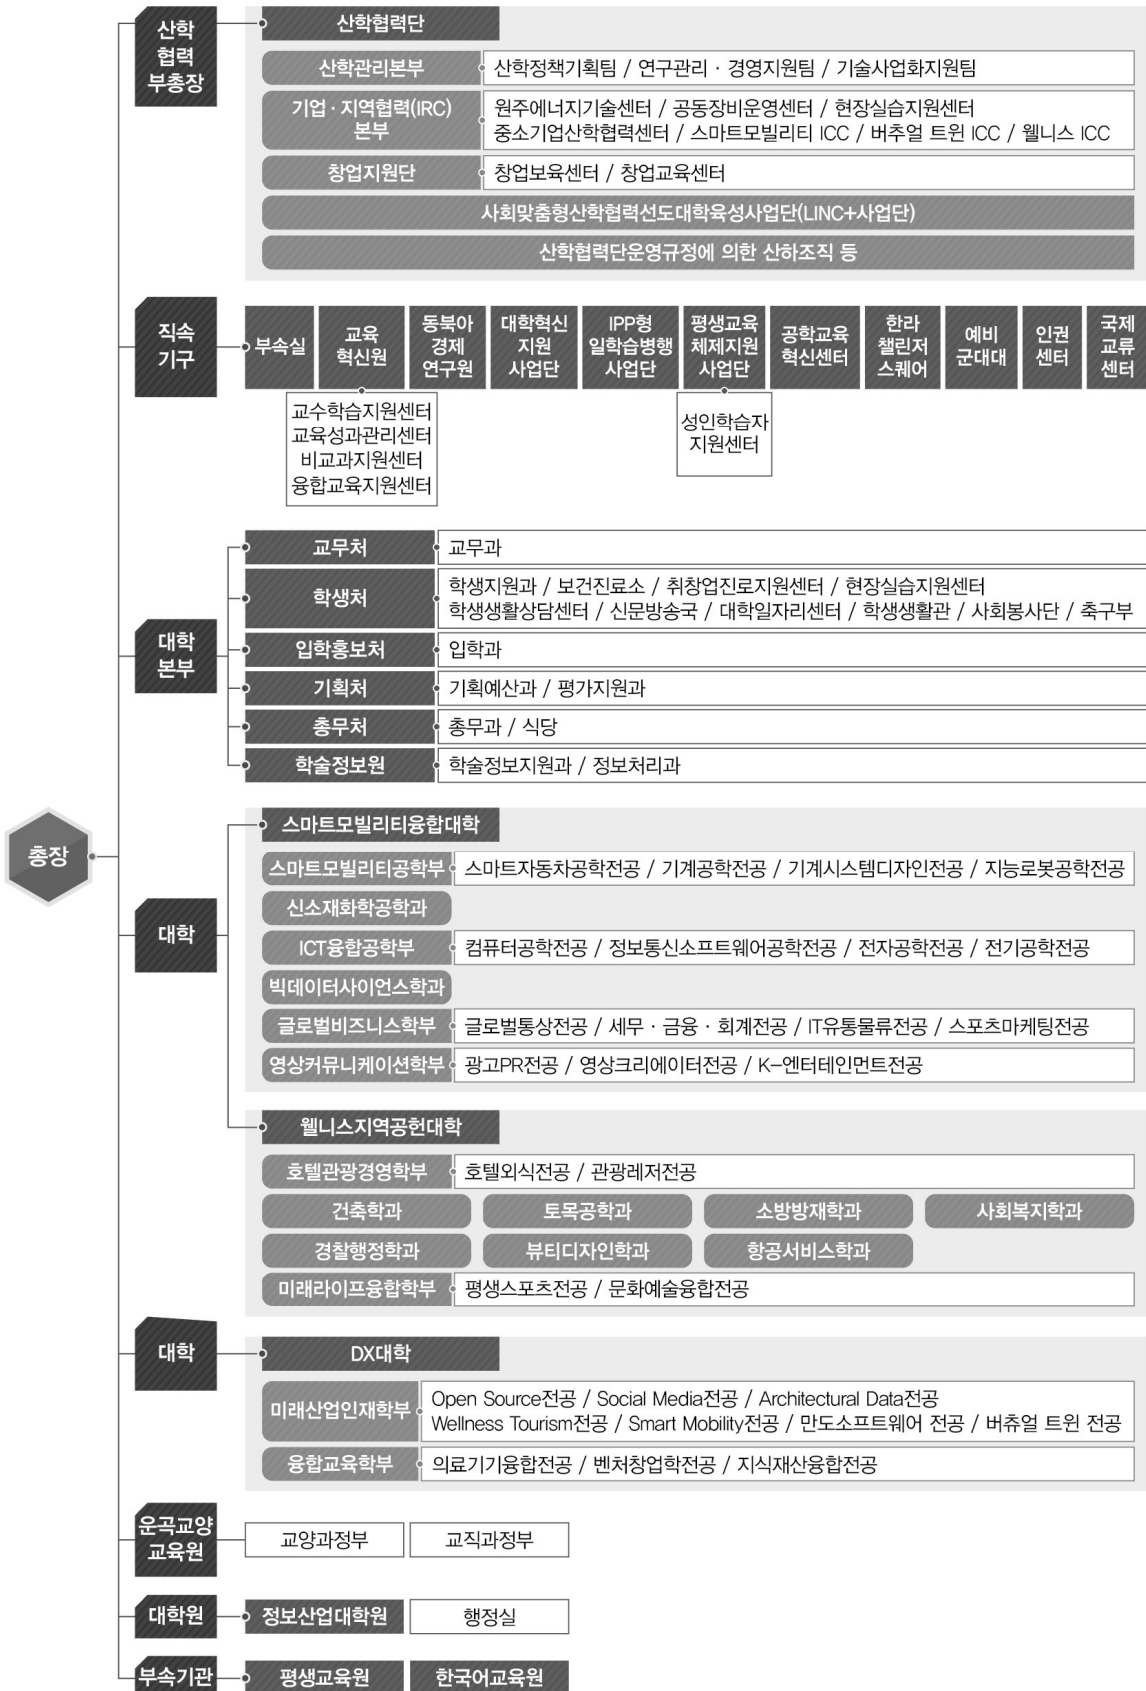 산학
협력
부총장
산학협력단
산학관리본부
산학정책기획팀 / 연구관리 · 경영지원팀 / 기술사업화지원팀
기업 · 지역협력(IRC)
본부
원주에너지기술센터 / 공동장비운영센터 / 현장실습지원센터
중소기업산학협력센터 / 스마트모빌리티 ICC / 버추얼 트윈 ICC / 웰니스 ICC
창업지원단
창업보육센터 / 창업교육센터
사회맞춤형산학협력선도대학육성사업단(LINC+사업단)
산학협력단운영규정에 의한 산하조직 등
직속
기구
부속실
교육
혁신원
동북아
경제
연구원
대학혁신
지원
사업단
IPP형
일학습병행
사업단
평생교육
체제지원
사업단
공학교육
혁신센터
한라
챌린저
스퀘어
예비
군대대
인권
센터
국제
교류
센터
교수학습지원센터
교육성과관리센터
비교과지원센터
융합교육지원센터
성인학습자
지원센터
대학
본부
교무처
교무과
학생처
학생지원과 / 보건진료소 / 취창업진로지원센터 / 현장실습지원센터
학생생활상담센터 / 신문방송국 / 대학일자리센터 / 학생생활관 / 사회봉사단 / 축구부
입학홍보처
입학과
기획처
기획예산과 / 평가지원과
총무처
총무과 / 식당
학술정보원
학술정보지원과 / 정보처리과
총장
대학
스마트모빌리티융합대학
스마트모빌리티공학부
스마트자동차공학전공 / 기계공학전공 / 기계시스템디자인전공 / 지능로봇공학전공
신소재화학공학과
ICT융합공학부
컴퓨터공학전공 / 정보통신소프트웨어공학전공 / 전자공학전공 / 전기공학전공
빅데이터사이언스학과
글로벌비즈니스학부
글로벌통상전공 / 세무 · 금융 · 회계전공 / IT유통물류전공 / 스포츠마케팅전공
영상커뮤니케이션학부
광고PR전공 / 영상크리에이터전공 / K-엔터테인먼트전공
웰니스지역공헌대학
호텔관광경영학부
호텔외식전공 / 관광레저전공
건축학과
토목공학과
소방방재학과
사회복지학과
경찰행정학과
뷰티디자인학과
항공서비스학과
미래라이프융합학부
평생스포츠전공 / 문화예술융합전공
대학
DX대학
미래산업인재학부
Open Source전공 / Social Media전공 / Architectural Data전공
Wellness Tourism전공 / Smart Mobility전공 / 만도소프트웨어 전공 / 버츄얼 트윈 전공
융합교육학부
의료기기융합전공 / 벤처창업학전공 / 지식재산융합전공
운곡교양
교육원
교양과정부
교직과정부
대학원
정보산업대학원
행정실
부속기관
평생교육원
한국어교육원